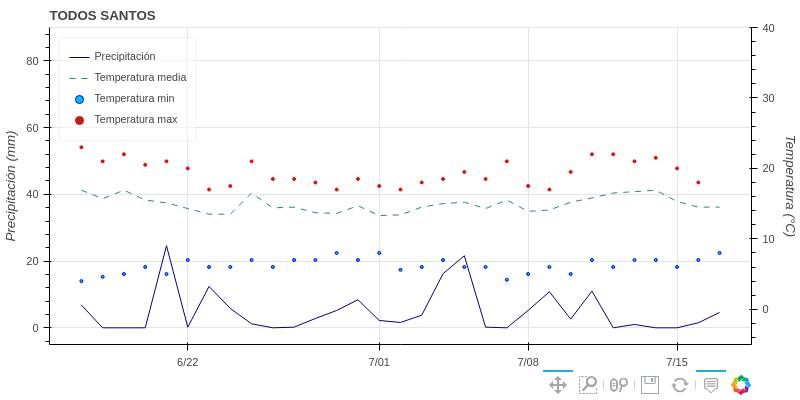 TODOS SANTOS
Precipitación
Temperatura media
Temperatura min
Temperatura max
Precipitación (mm)
80
60
40
20
0
40
30
20
10
0
Temperatura (°C)
6/22
7/01
7/08
7/15